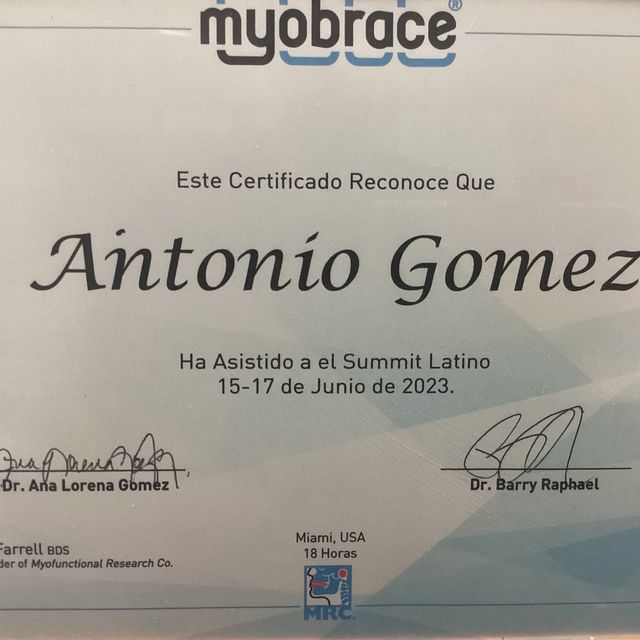 myobrace®
Este Certificado Reconoce Que
Antonio Gomez
Ha Asistido a el Summit Latino
15-17 de Junio de 2023.
Dr. Ana Lorena Gomez
Dr. Barry Raphael
Farrell BDS
der of Myofunctional Research Co.
Miami, USA
18 Horas
MRC